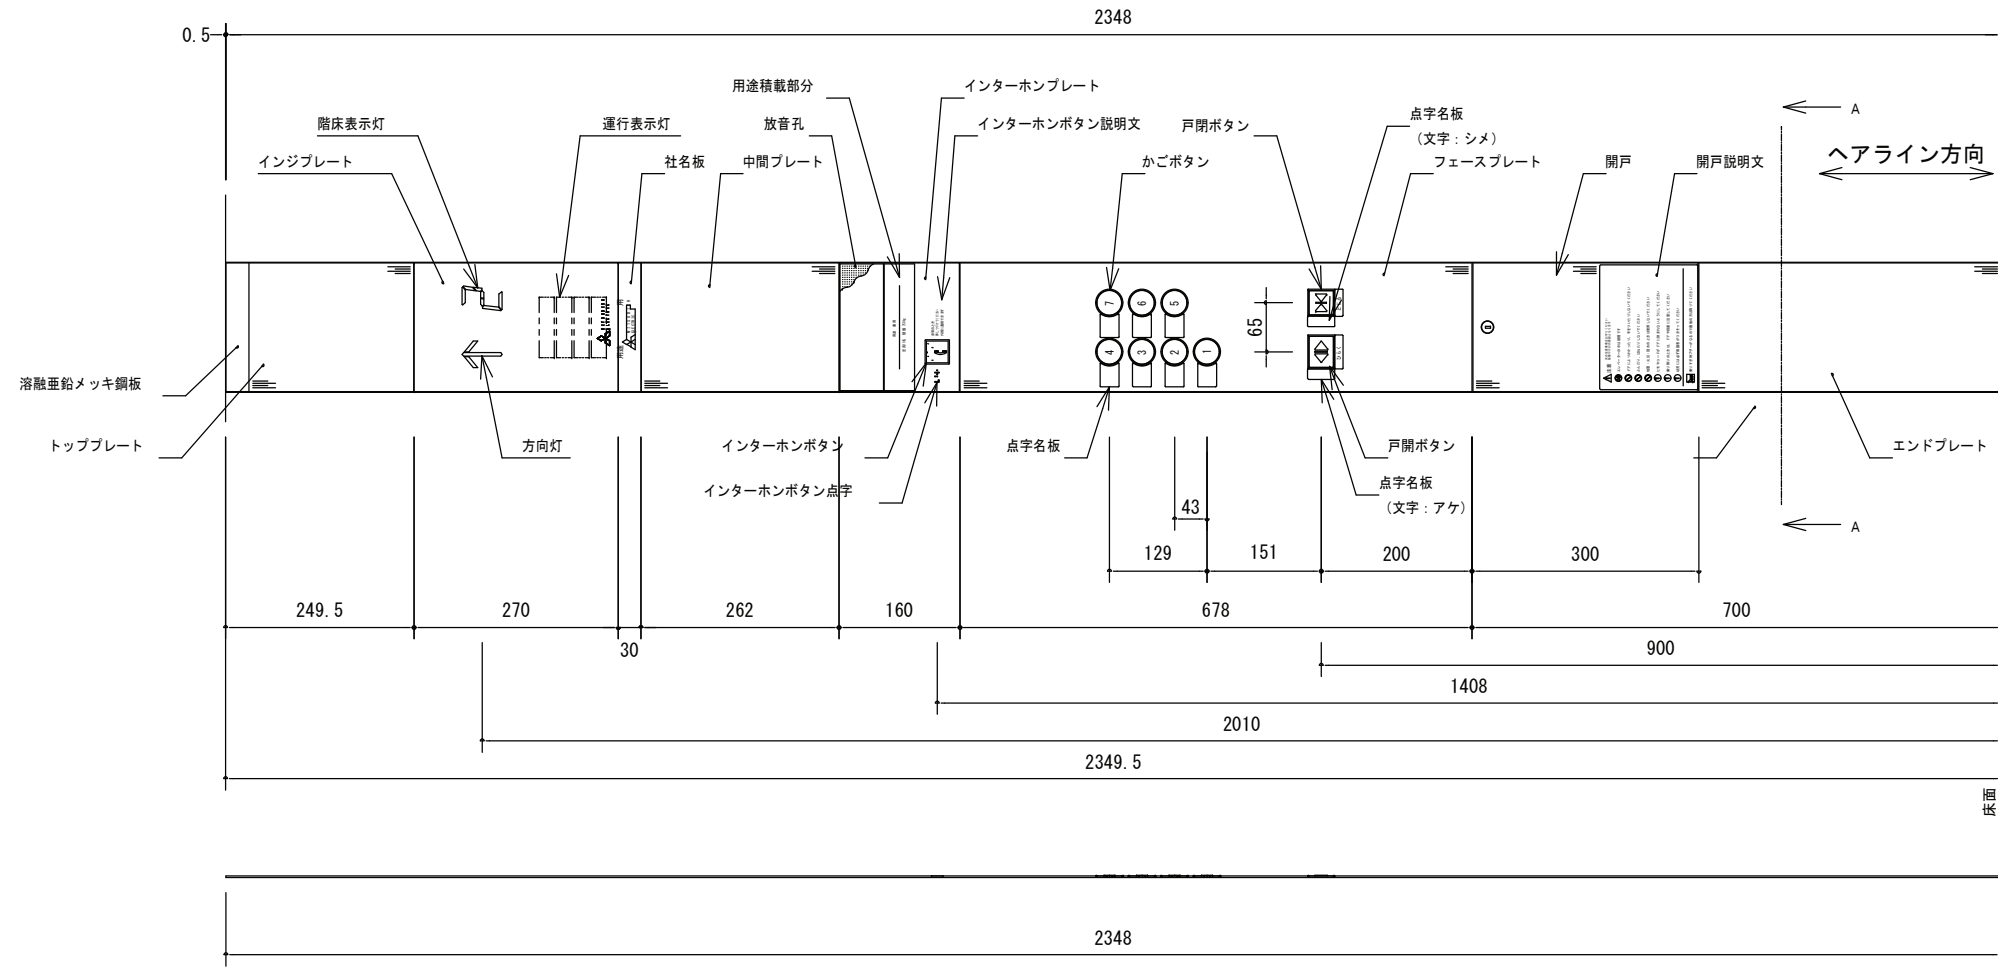 2348
0.5
用途積載部分
インターホンプレート
階床表示灯
運行表示灯
放音孔
インターホンボタン説明文
戸閉ボタン
点字名板
(文字：シメ)
A
インジプレート
社名板
中間プレート
かごボタン
フェースプレート
開戸
開戸説明文
ヘアライン方向
7
6
5
4
3
2
1
65
溶融亜鉛メッキ鋼板
トッププレート
方向灯
インターホンボタン
点字名板
戸開ボタン
エンドプレート
インターホンボタン点字
点字名板
(文字：アケ)
43
A
129
151
200
300
249.5
270
262
160
678
700
30
900
1408
2010
2349.5
床面
2348